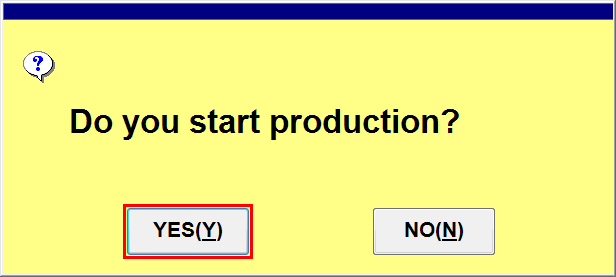 ?
Do you start production?
YES(Y)
NO(N)